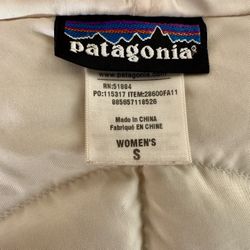 patagonia®
www.patagonia.com
RN:51884
PO:115317 ITEM:28600FA11
885657118526
Made in CHINA
Fabriqué EN CHINE
WOMEN'S
S